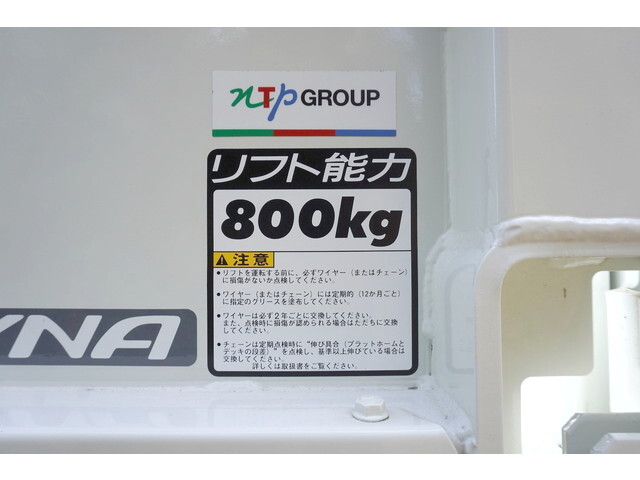 nTp GROUP
リフト能力
800kg
注意
●リフトを運転する前に、必ずワイヤー（またはチェーン）
に損傷がないか点検してください。
●ワイヤー（またはチェーン）には定期的（12か月ごと）
に指定のグリースを塗布してください。
●ワイヤーは必ず2年ごとに交換してください。
また、点検時に損傷が認められる場合はただちに交換
してください。
●チェーンは定期点検時に“伸び具合（プラットホームと
デッキの段差）”を点検し、基準以上伸びている場合は
交換してください。
詳しくは取扱書をご覧ください。
YNA